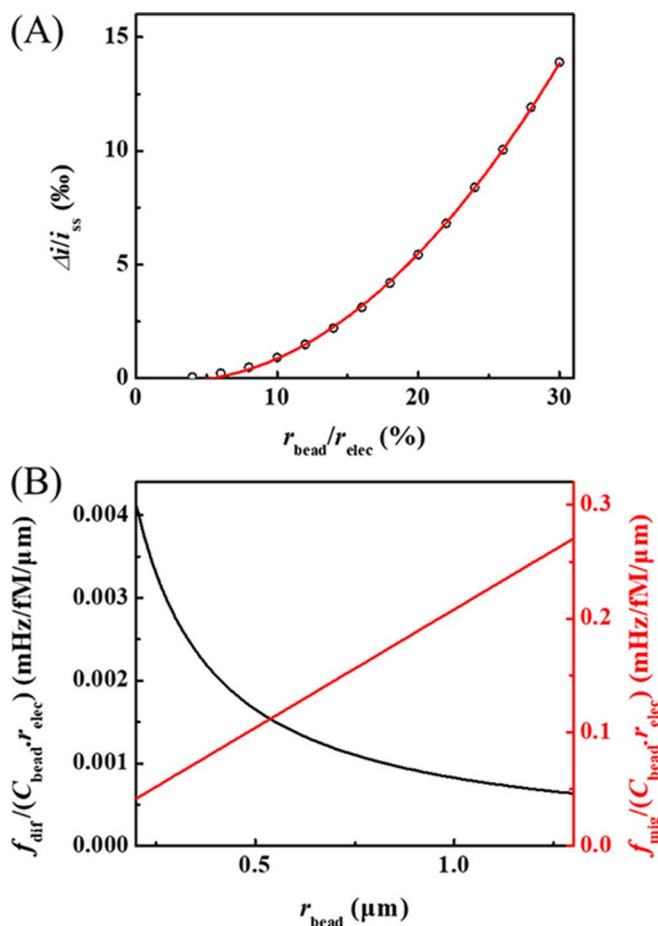 (A)
Δi/iss (‰)
15
10
5
0
0 10 20 30
rbead/relec (%)
(B)
fdif/(Cbead.relec) (mHz/fM/μm)
0.004
0.003
0.002
0.001
0.000
0.3
0.2
0.1
0.0
fmig/(Cbead.relec) (mHz/fM/μm)
0.5 1.0
rbead (μm)